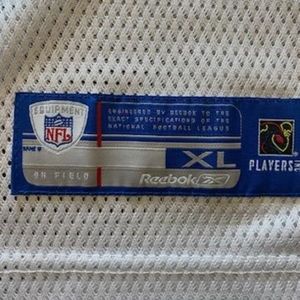 EQUIPMENT
NFL
NAME #
ON FIELD
ENGINEERED BY REEBOK TO THE
EXACT SPECIFICATIONS OF THE
NATIONAL FOOTBALL LEAGUE
XL
Reebok
PLAYERS